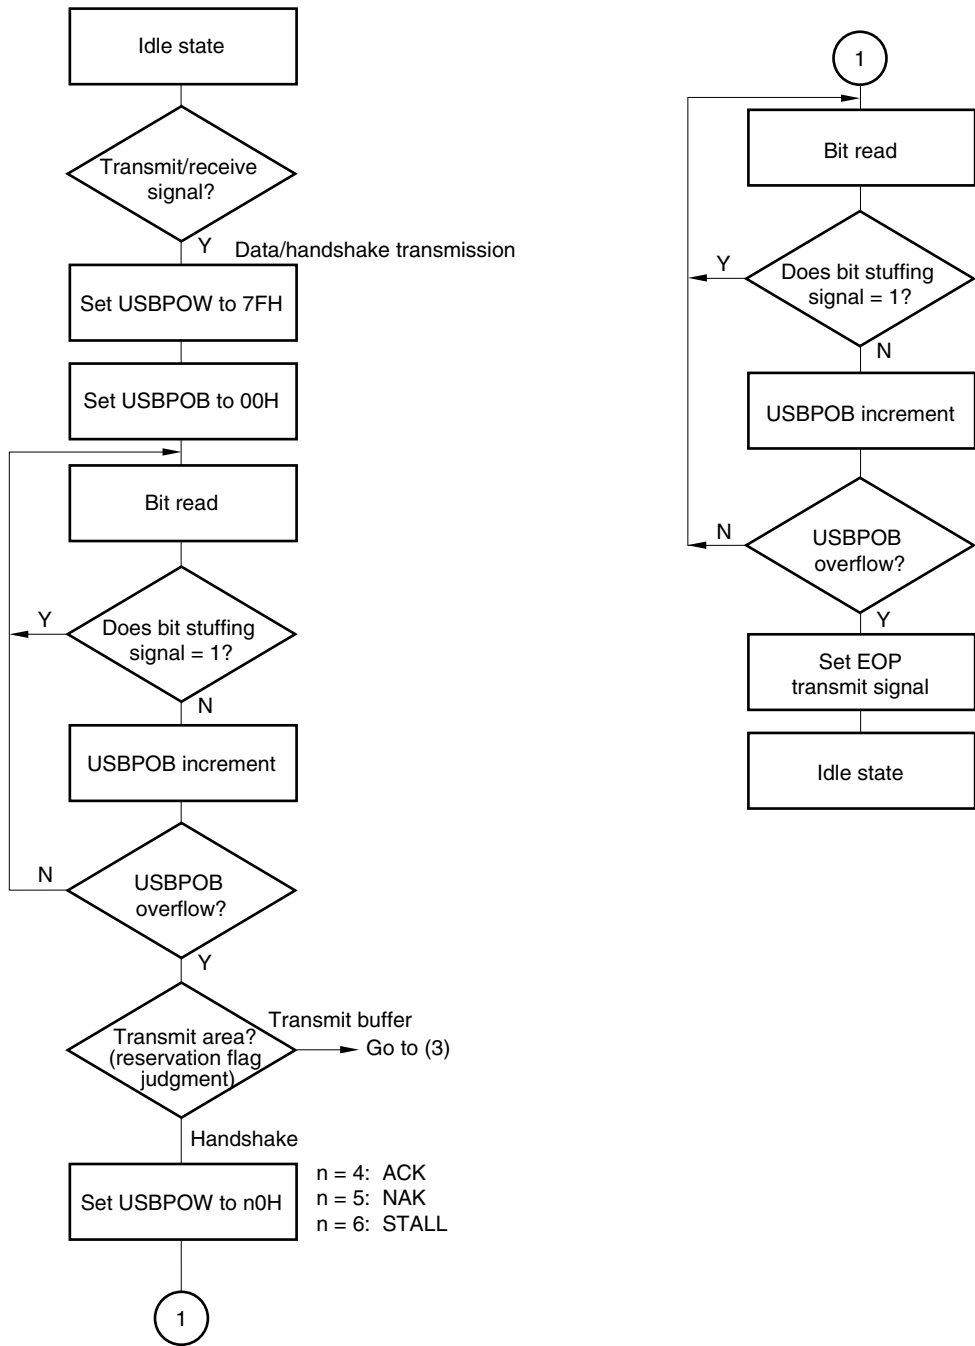 Idle state
Transmit/receive
signal?
Y
Data/handshake transmission
Set USBPOW to 7FH
Set USBPOB to 00H
Bit read
Y
Does bit stuffing
signal = 1?
N
USBPOB increment
N
USBPOB
overflow?
Y
Transmit area?
(reservation flag
judgment)
Transmit buffer
Go to (3)
Handshake
Set USBPOW to n0H
n = 4: ACK
n = 5: NAK
n = 6: STALL
1
1
Bit read
Y
Does bit stuffing
signal = 1?
N
USBPOB increment
N
USBPOB
overflow?
Y
Set EOP
transmit signal
Idle state